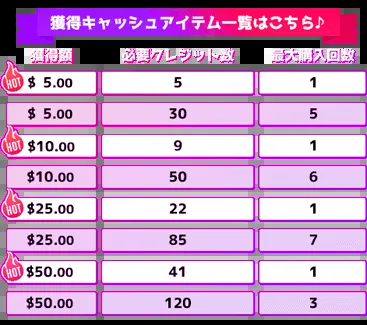 獲得キャッシュアイテム一覧はこちら♪
獲得額 必要クレジット数 最大購入回数
HOT $ 5.00 5 1
$ 5.00 30 5
HOT $10.00 9 1
$10.00 50 6
HOT $25.00 22 1
$25.00 85 7
HOT $50.00 41 1
$50.00 120 3